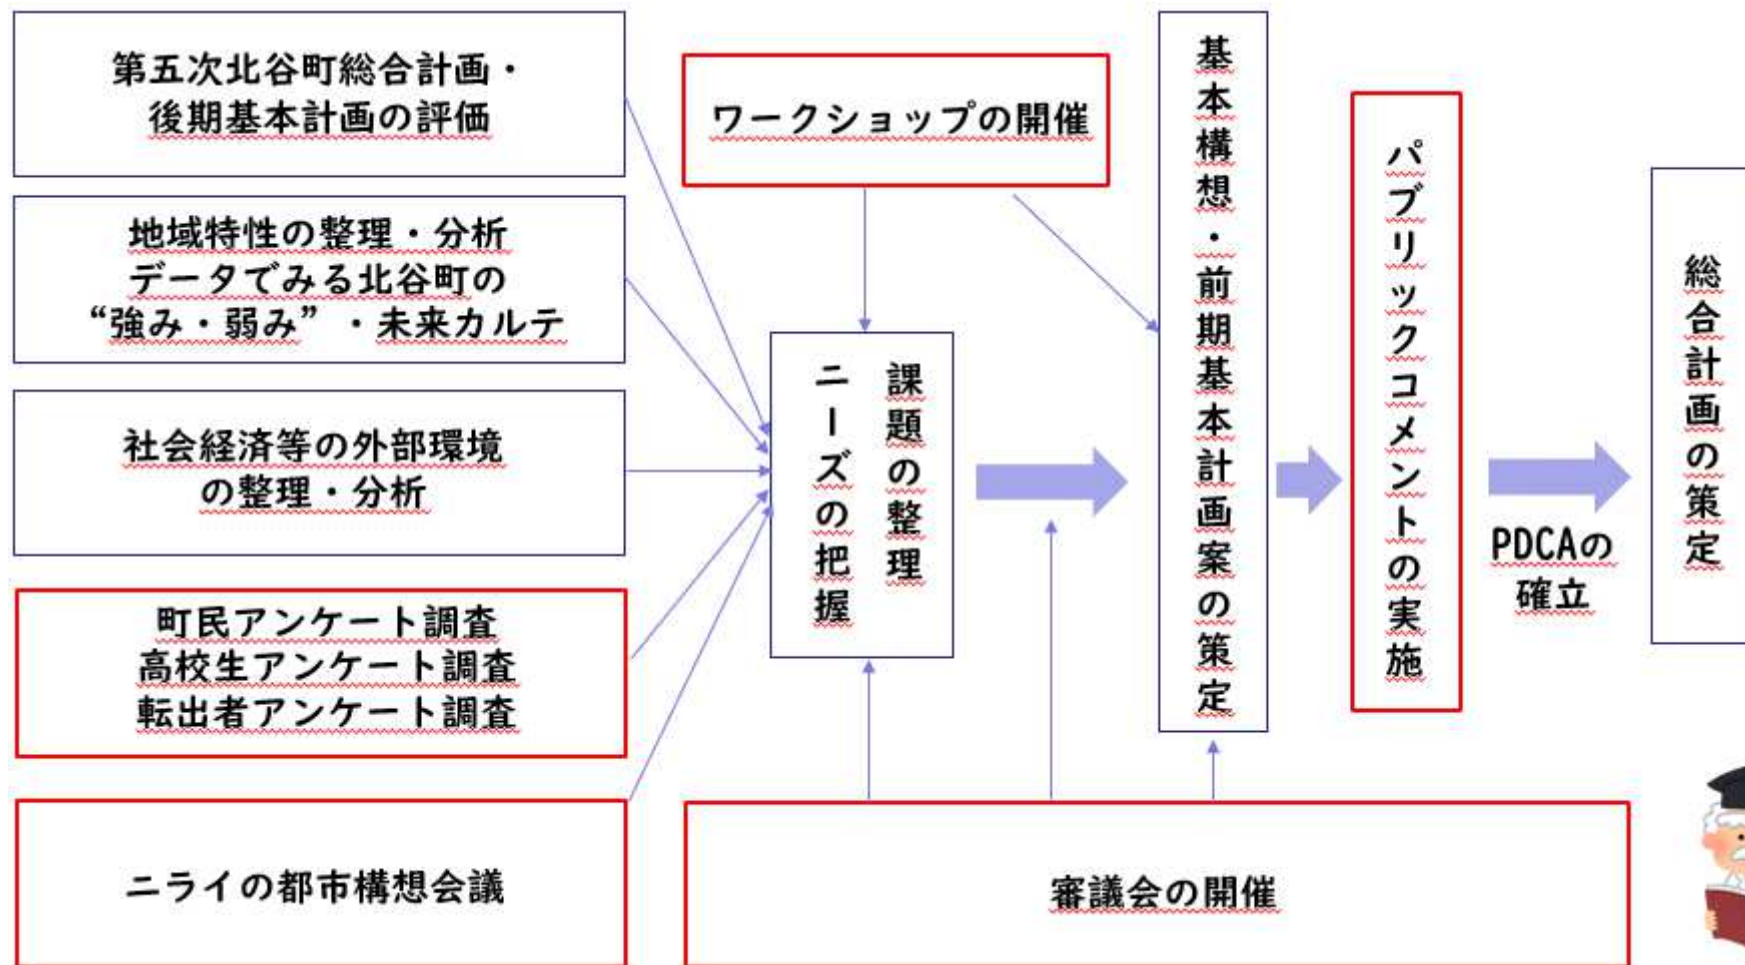 第五次北谷町総合計画・
後期基本計画の評価
地域特性の整理・分析
データでみる北谷町の
“強み・弱み”・未来カルテ
社会経済等の外部環境
の整理・分析
町民アンケート調査
高校生アンケート調査
転出者アンケート調査
ニライの都市構想会議
ワークショップの開催
課題の整理
ニーズの把握
審議会の開催
基本構想・前期基本計画案の策定
パブリックコメントの実施
PDCAの
確立
総合計画の策定